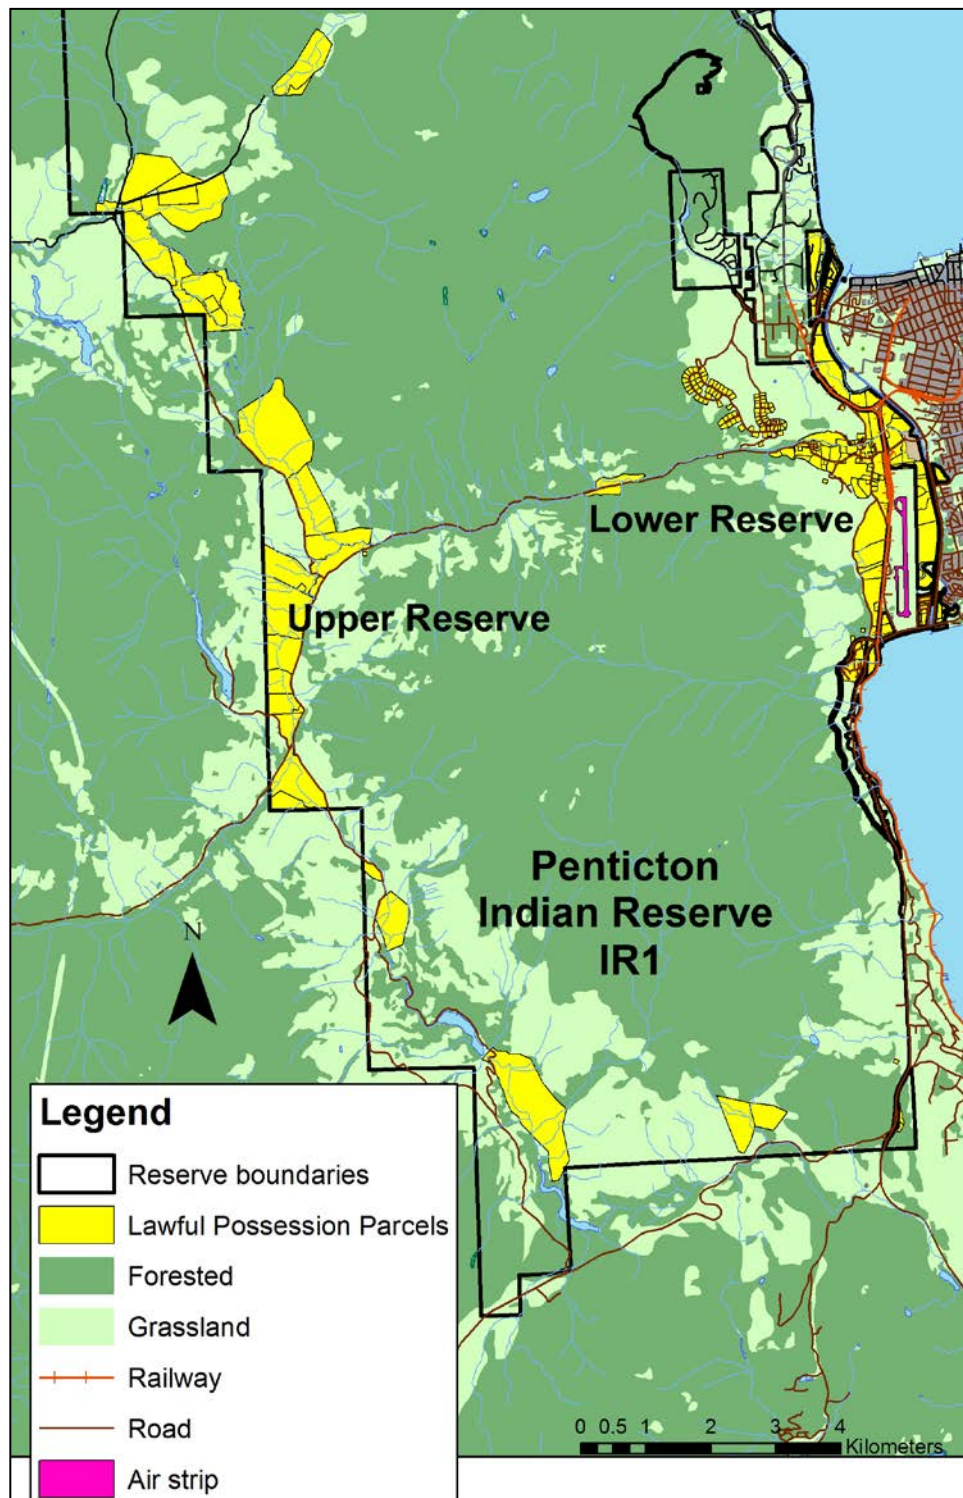 Lower Reserve
Upper Reserve
Penticton
Indian Reserve
IR1
N
Legend
Reserve boundaries
Lawful Possession Parcels
Forested
Grassland
Railway
Road
Air strip
0 0.5 1 2 3 4
Kilometers